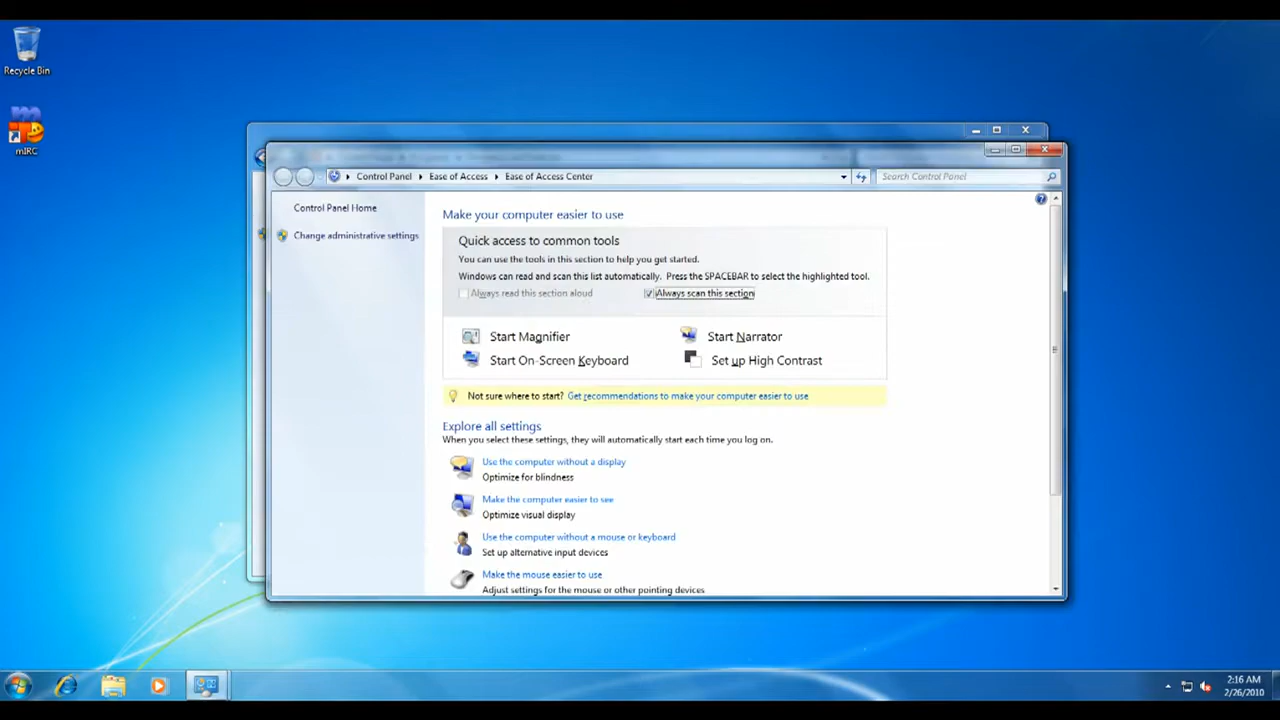 Recycle Bin
mIRC
Control Panel
Ease of Access
Ease of Access Center
Search Control Panel
Control Panel Home
Change administrative settings
Make your computer easier to use
Quick access to common tools
You can use the tools in this section to help you get started.
Windows can read and scan this list automatically.  Press the SPACEBAR to select the highlighted tool.
Always read this section aloud
Always scan this section
Start Magnifier
Start Narrator
Start On-Screen Keyboard
Set up High Contrast
Not sure where to start? Get recommendations to make your computer easier to use
Explore all settings
When you select these settings, they will automatically start each time you log on.
Use the computer without a display
Optimize for blindness
Make the computer easier to see
Optimize visual display
Use the computer without a mouse or keyboard
Set up alternative input devices
Make the mouse easier to use
Adjust settings for the mouse or other pointing devices
2:16 AM
2/26/2010